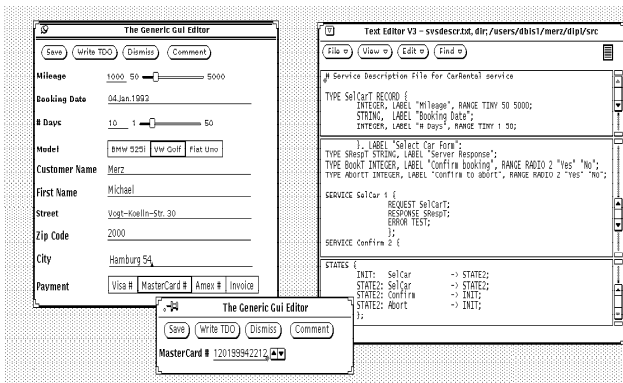 The Generic Gui Editor
Save Write TDO Dismiss Comment
Mileage 1000 50 5000
Booking Date 04.Jan.1993
# Days 10 1 50
Model BMW 525i VW Golf Fiat Uno
Customer Name Merz
First Name Michael
Street Vogt-Koelln-Str. 30
Zip Code 2000
City Hamburg 54
Payment Visa # MasterCard # Amex # Invoice
The Generic Gui Editor
Save Write TDO Dismiss Comment
MasterCard # 120199942212
Text Editor V3 - svsdescr.txt, dir; /users/dbis1/merz/dipl/src
File View Edit Find
# Service Description File for CarRental service
TYPE SelCarT RECORD {
INTEGER, LABEL "Mileage", RANGE TINY 50 5000;
STRING, LABEL "Booking Date";
INTEGER, LABEL "# Days", RANGE TINY 1 50;
}, LABEL "Select Car Form";
TYPE SRespT STRING, LABEL "Server Response";
TYPE BookT INTEGER, LABEL "Confirm booking", RANGE RADIO 2 "Yes" "No";
TYPE AbortT INTEGER, LABEL "Confirm to abort", RANGE RADIO 2 "Yes" "No";
SERVICE SelCar 1 {
REQUEST SelCarT;
RESPONSE SRespT;
ERROR TEST;
};
SERVICE Confirm 2 {
STATES {
INIT: SelCar -> STATE2;
STATE2: SelCar -> STATE2;
STATE2: Confirm -> INIT;
STATE2: Abort -> INIT;
};